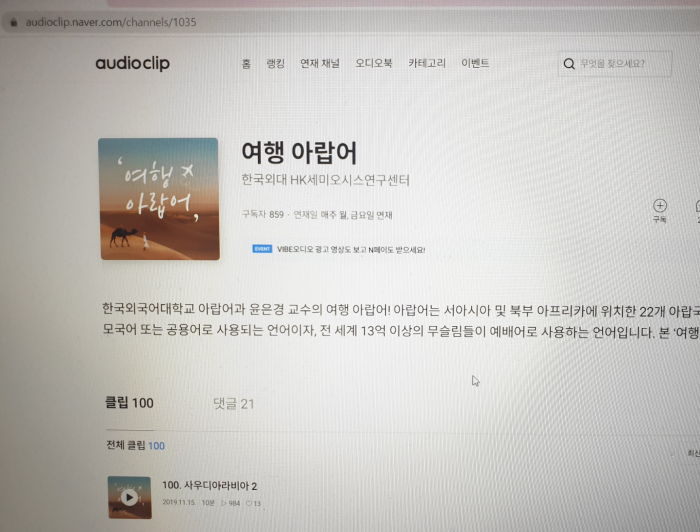 audioclip.naver.com/channels/1035
audioclip
홈 랭킹 연재 채널 오디오북 카테고리 이벤트
무엇을 찾으세요?
여행 아랍어
한국외대 HK세미오시스연구센터
‘여행 ×
아랍어,
구독자 859 · 연재일 매주 월, 금요일 연재
구독
EVENT VIBE오디오 광고 영상도 보고 N페이도 받으세요!
한국외국어대학교 아랍어과 윤은경 교수의 여행 아랍어! 아랍어는 서아시아 및 북부 아프리카에 위치한 22개 아랍국
모국어 또는 공용어로 사용되는 언어이자, 전 세계 13억 이상의 무슬림들이 예배어로 사용하는 언어입니다. 본 ‘여행
클립 100 댓글 21
전체 클립 100
최신
100. 사우디아라비아 2
2019.11.15 · 10분 · ▷ 984 · ♡ 13